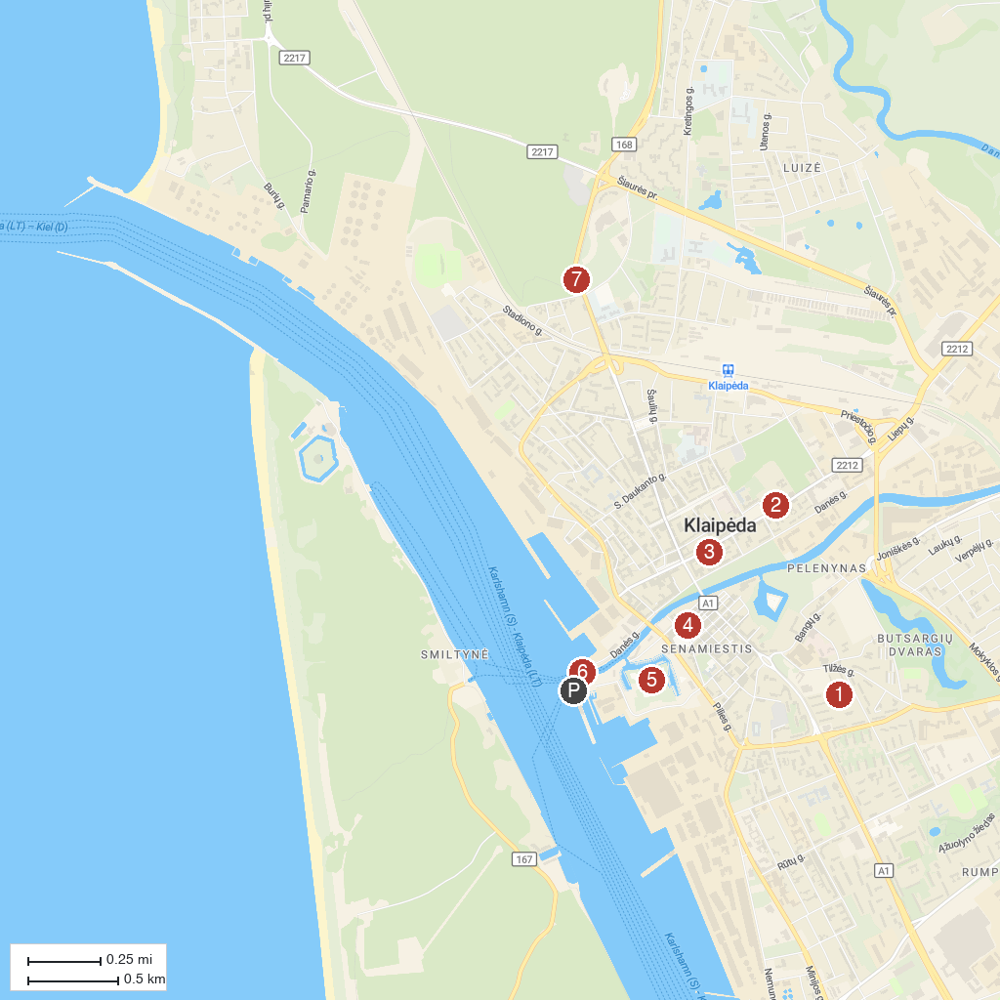 2217
Burių g.
Pamario g.
a (LT) – Kiel (D)
2217
168
Kretingos g.
Utenos g.
LUIZĖ
Šiaurės pr.
7
Stadiono g.
Šiaurės pr.
2212
Klaipėda
Šaulių g.
Priestočio g.
Liepų g.
2212
S. Daukanto g.
2
Danės g.
Klaipėda
3
Joniškės g.
Laukų g.
Verpėjų g.
PELENYNAS
Karlshamn (S) - Klaipėda (LT)
A1
4
Danės g.
SENAMIESTIS
Bangų g.
BUTSARGIŲ
DVARAS
Mokyklos
SMILTYNĖ
6
5
P
Tilžės g.
1
Pilies g.
167
Rūtų g.
Ąžuolyno žiedas
A1
RUMP
Karlshamn (S) - K
Nemuno
Minijos g
0.25 mi
0.5 km